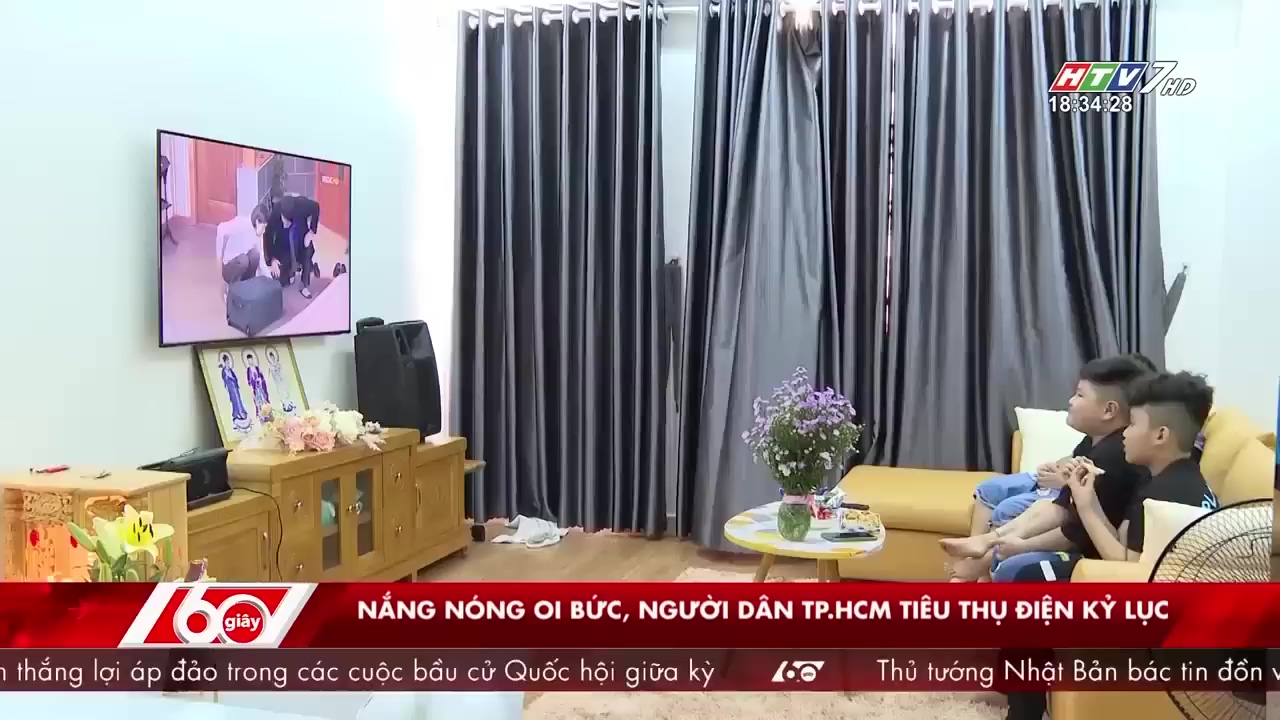 HTV7 HD
18:34:28
60 giây
NẮNG NÓNG OI BỨC, NGƯỜI DÂN TP.HCM TIÊU THỤ ĐIỆN KỶ LỤC
thắng lợi áp đảo trong các cuộc bầu cử Quốc hội giữa kỳ
60 giây
Thủ tướng Nhật Bản bác tin đồn